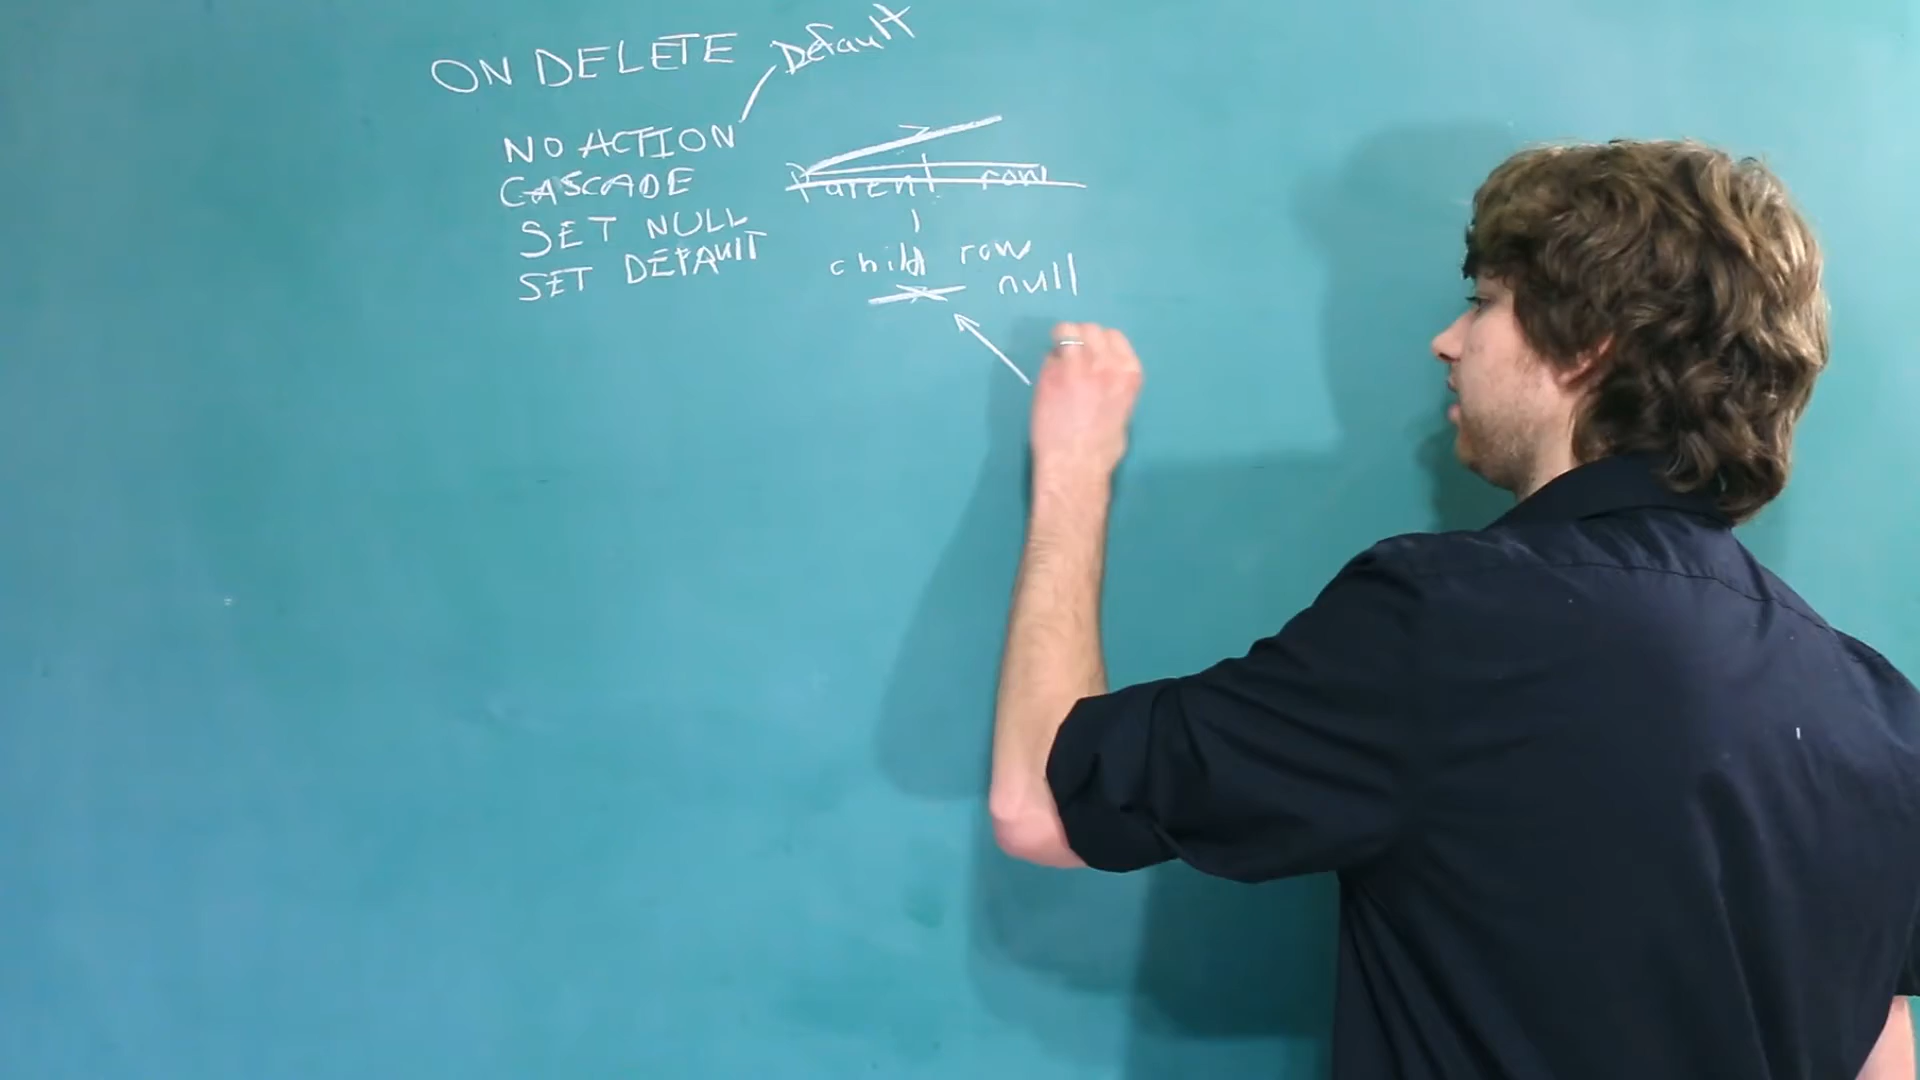 ON DELETE Default
NO ACTION
CASCADE
SET NULL
SET DEFAULT
Parent row
child row
null